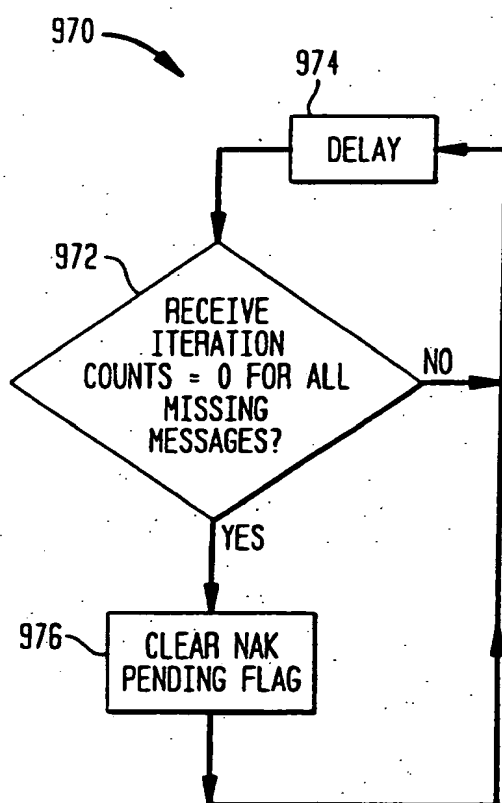 970
974
DELAY
972
RECEIVE
ITERATION
COUNTS = 0 FOR ALL
MISSING
MESSAGES?
NO
YES
976
CLEAR NAK
PENDING FLAG